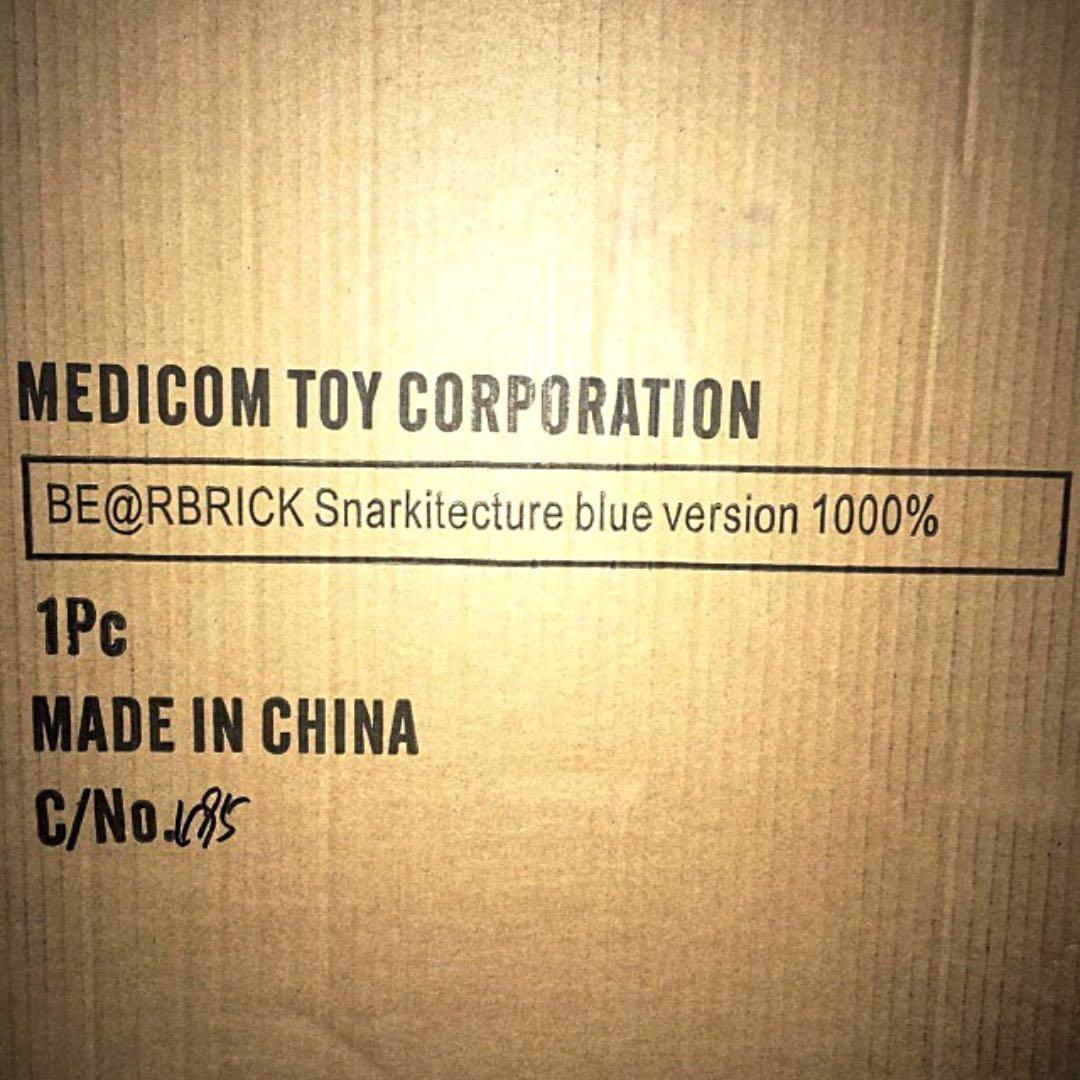 MEDICOM TOY CORPORATION
BE@RBRICK Snarkitecture blue version 1000%
1Pc
MADE IN CHINA
C/No.